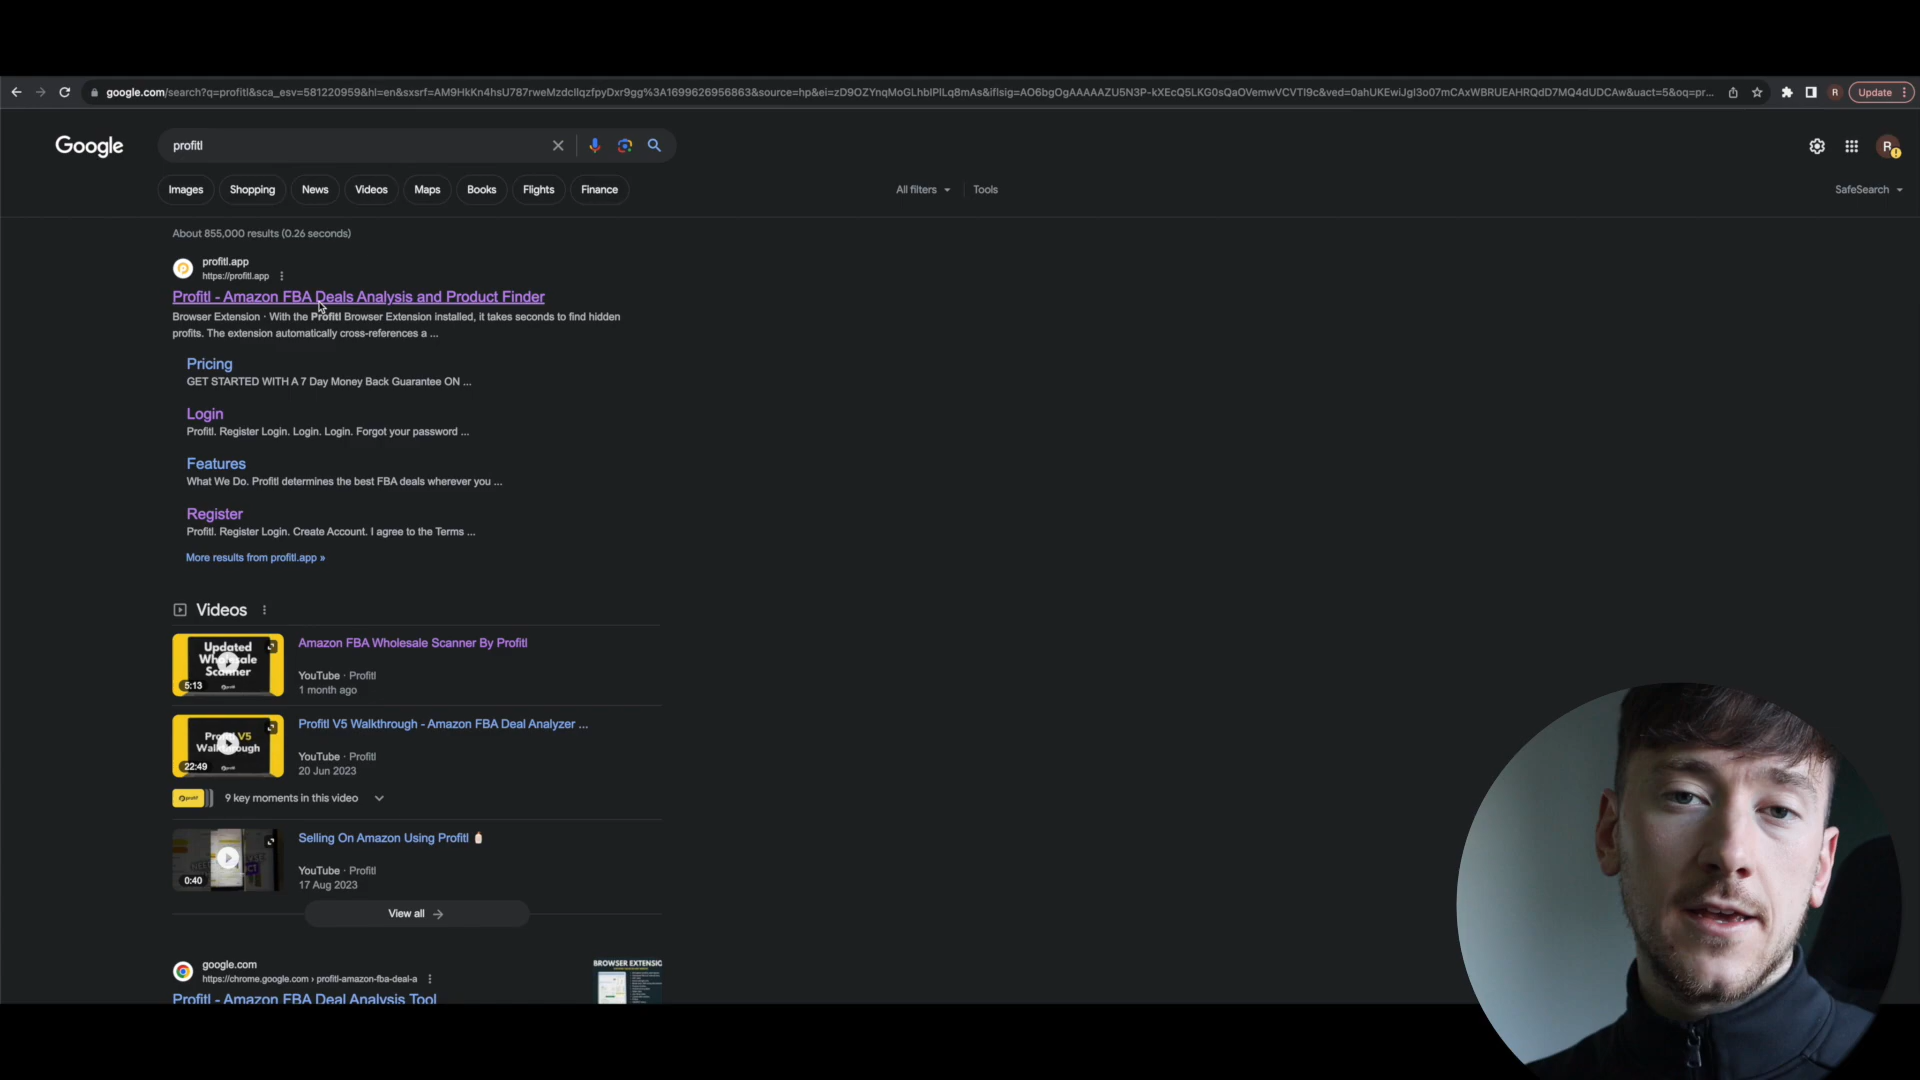 google.com/search?q=profitl&sca_esv=581220959&hl=en&sxsrf=AM9HkKn4hsU787rweMzdcIlqzfpyDxr9gg%3A1699626956863&source=hp&ei=zD9OZYnqMoGLhbIPlLq8mAs&iflsig=AO6bgOgAAAAAZU5N3P-kXEcQ5LKG0sQaOVemwVCVTI9c&ved=0ahUKEwiJgI3o07mCAxWBRUEAHRQdD7MQ4dUDCAw&uact=5&oq=pr...
R
Update
Google
profitl
R
Images
Shopping
News
Videos
Maps
Books
Flights
Finance
All filters
Tools
SafeSearch
About 855,000 results (0.26 seconds)
profitl.app
https://profitl.app
Profitl - Amazon FBA Deals Analysis and Product Finder
Browser Extension · With the Profitl Browser Extension installed, it takes seconds to find hidden
profits. The extension automatically cross-references a ...
Pricing
GET STARTED WITH A 7 Day Money Back Guarantee ON ...
Login
Profitl. Register Login. Login. Login. Forgot your password ...
Features
What We Do. Profitl determines the best FBA deals wherever you ...
Register
Profitl. Register Login. Create Account. I agree to the Terms ...
More results from profitl.app »
Videos
Updated
Wholesale
Scanner
5:13
Amazon FBA Wholesale Scanner By Profitl
YouTube · Profitl
1 month ago
Profitl V5
Walkthrough
22:49
Profitl V5 Walkthrough - Amazon FBA Deal Analyzer ...
YouTube · Profitl
20 Jun 2023
9 key moments in this video
0:40
Selling On Amazon Using Profitl
YouTube · Profitl
17 Aug 2023
View all
google.com
https://chrome.google.com › profitl-amazon-fba-deal-a
Profitl - Amazon FBA Deal Analysis Tool
BROWSER EXTENSIO